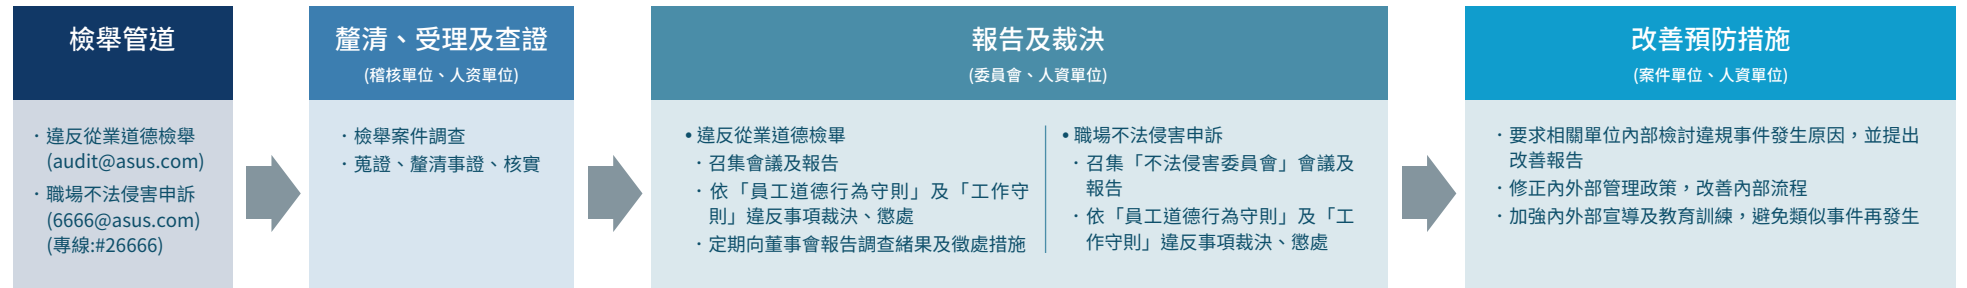 檢舉管道
・違反從業道德檢舉
(audit@asus.com)
・職場不法侵害申訴
(6666@asus.com)
(專線:#26666)
釐清、受理及查證
(稽核單位、人资單位)
・檢舉案件調查
・蒐證、釐清事證、核實
報告及裁決
(委員會、人資單位)
•違反從業道德檢畢
・召集會議及報告
・依「員工道德行為守則」及「工作守
則」違反事項裁決、懲處
・定期向董事會報告調查緒果及徵處措施
•職場不法侵害申訴
・召集「不法侵害委員會」會議及
報告
・依「員工道德行為守則」及「工
作守則」違反事項裁決、懲處
改善預防措施
(案件單位、人資單位)
・要求相關單位內部檢討違規事件發生原因，並提出
改善報告
・修正內外部管理政策，改善內部流程
・加強內外部宣導及教育訓練，避免類似事件再發生